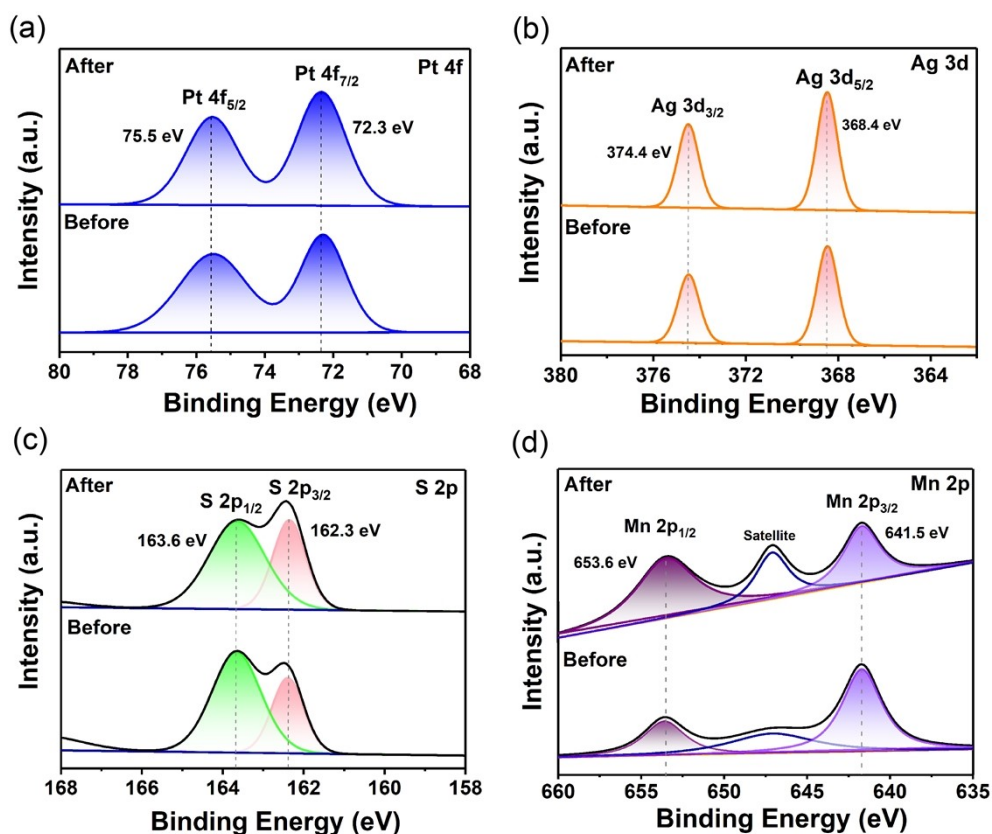 (a)
After
Pt 4f
Pt 4f7/2
Pt 4f5/2
75.5 eV
72.3 eV
Before
Intensity (a.u.)
80 78 76 74 72 70 68
Binding Energy (eV)
(b)
After
Ag 3d
Ag 3d5/2
Ag 3d3/2
374.4 eV
368.4 eV
Before
Intensity (a.u.)
380 376 372 368 364
Binding Energy (eV)
(c)
After
S 2p
S 2p3/2
S 2p1/2
163.6 eV
162.3 eV
Before
Intensity (a.u.)
168 166 164 162 160 158
Binding Energy (eV)
(d)
After
Mn 2p
Mn 2p3/2
Mn 2p1/2
Satellite
653.6 eV
641.5 eV
Before
Intensity (a.u.)
660 655 650 645 640 635
Binding Energy (eV)